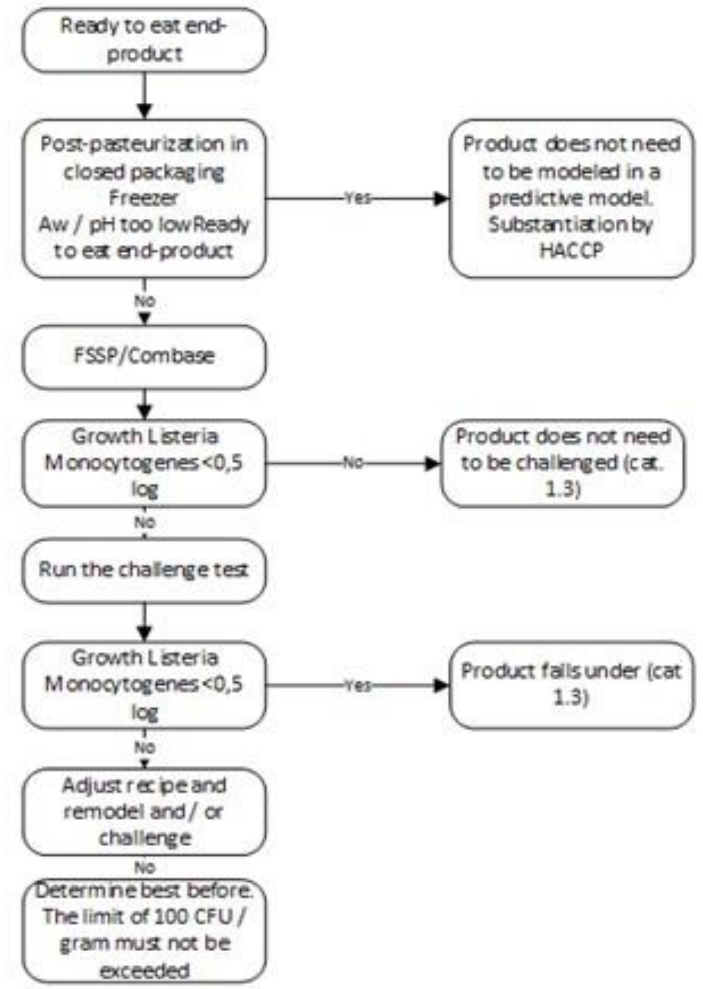 Ready to eat end-
product
Post-pasteurization in
closed packaging
Freezer
Aw / pH too lowReady
to eat end-product
Yes
Product does not need
to be modeled in a
predictive model.
Substantiation by
HACCP
No
FSSP/Combase
Growth Listeria
Monocytogenes <0,5
log
No
Product does not need
to be challenged (cat.
1.3)
No
Run the challenge test
Growth Listeria
Monocytogenes <0,5
log
Yes
Product falls under (cat
1.3)
No
Adjust recipe and
remodel and / or
challenge
No
Determine best before.
The limit of 100 CFU /
gram must not be
exceeded